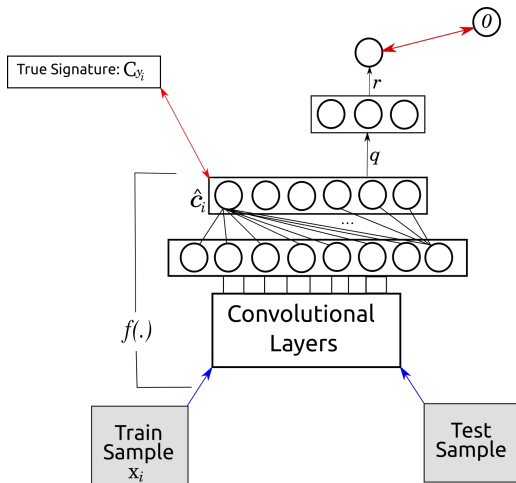 0
True Signature: C_{y_i}
r
q
ĉ_i
...
f(.)
Convolutional
Layers
Train
Sample
x_i
Test
Sample